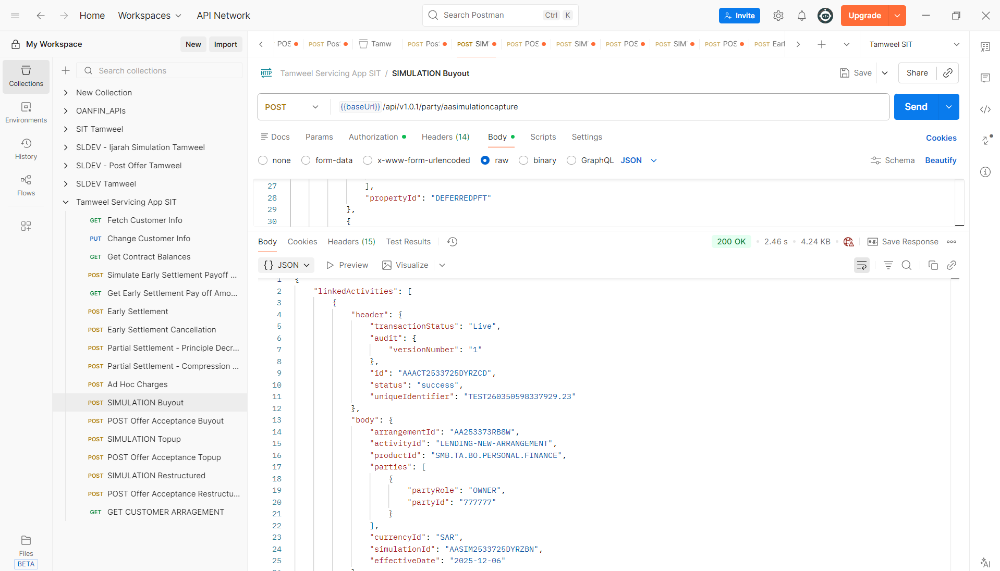 Home
Workspaces
API Network
Search Postman
Ctrl K
Invite
Upgrade
My Workspace
New
Import
POS
POST Pos
Tamw
POST Pos
POST SIM
POST POS
POST SIM
POST POS
POST SIM
POST POS
POST Earl
Tamweel SIT
Collections
Environments
History
Flows
Files
BETA
Search collections
New Collection
OANFIN_APIs
SIT Tamweel
SLDEV - Ijarah Simulation Tamweel
SLDEV - Post Offer Tamweel
SLDEV Tamweel
Tamweel Servicing App SIT
GET Fetch Customer Info
PUT Change Customer Info
GET Get Contract Balances
POST Simulate Early Settlement Payoff ...
GET Get Early Settlement Pay off Amo...
POST Early Settlement
POST Early Settlement Cancellation
POST Partial Settlement - Principle Decr...
POST Partial Settlement - Compression ...
POST Ad Hoc Charges
POST SIMULATION Buyout
POST POST Offer Acceptance Buyout
POST SIMULATION Topup
POST POST Offer Acceptance Topup
POST SIMULATION Restructured
POST POST Offer Acceptance Restructu...
GET GET CUSTOMER ARRAGEMENT
HTTP Tamweel Servicing App SIT / SIMULATION Buyout
Save
Share
POST
{{baseUrl}} /api/v1.0.1/party/aasimulationcapture
Send
Docs
Params
Authorization
Headers (14)
Body
Scripts
Settings
Cookies
none
form-data
x-www-form-urlencoded
raw
binary
GraphQL
JSON
Schema
Beautify
27 ],
28 "propertyId": "DEFERREDPFT"
29 },
30 {
Body
Cookies
Headers (15)
Test Results
200 OK
2.46 s
4.24 KB
e.g. Save Response
{} JSON
Preview
Visualize
1 {
2 "linkedActivities": [
3 {
4 "header": {
5 "transactionStatus": "Live",
6 "audit": {
7 "versionNumber": "1"
8 },
9 "id": "AAACT2533725DYRZCD",
10 "status": "success",
11 "uniqueIdentifier": "TEST260350598337929.23"
12 },
13 "body": {
14 "arrangementId": "AA253373RB8W",
15 "activityId": "LENDING-NEW-ARRANGEMENT",
16 "productId": "SMB.TA.BO.PERSONAL.FINANCE",
17 "parties": [
18 {
19 "partyRole": "OWNER",
20 "partyId": "777777"
21 }
22 ],
23 "currencyId": "SAR",
24 "simulationId": "AASIM2533725DYRZBN",
25 "effectiveDate": "2025-12-06"
AI